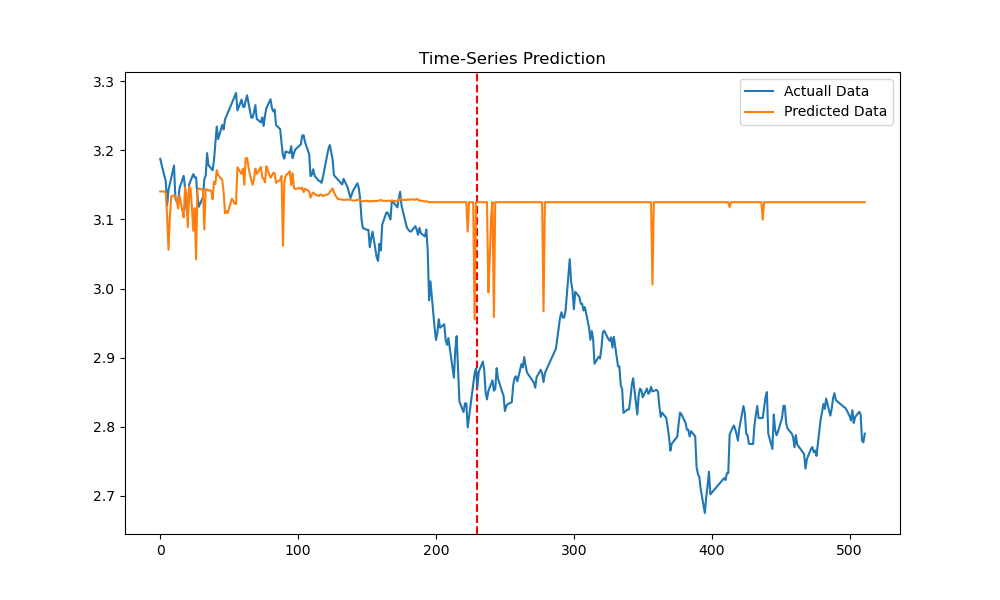 Time-Series Prediction
Actuall Data
Predicted Data
3.3
3.2
3.1
3.0
2.9
2.8
2.7
0 100 200 300 400 500